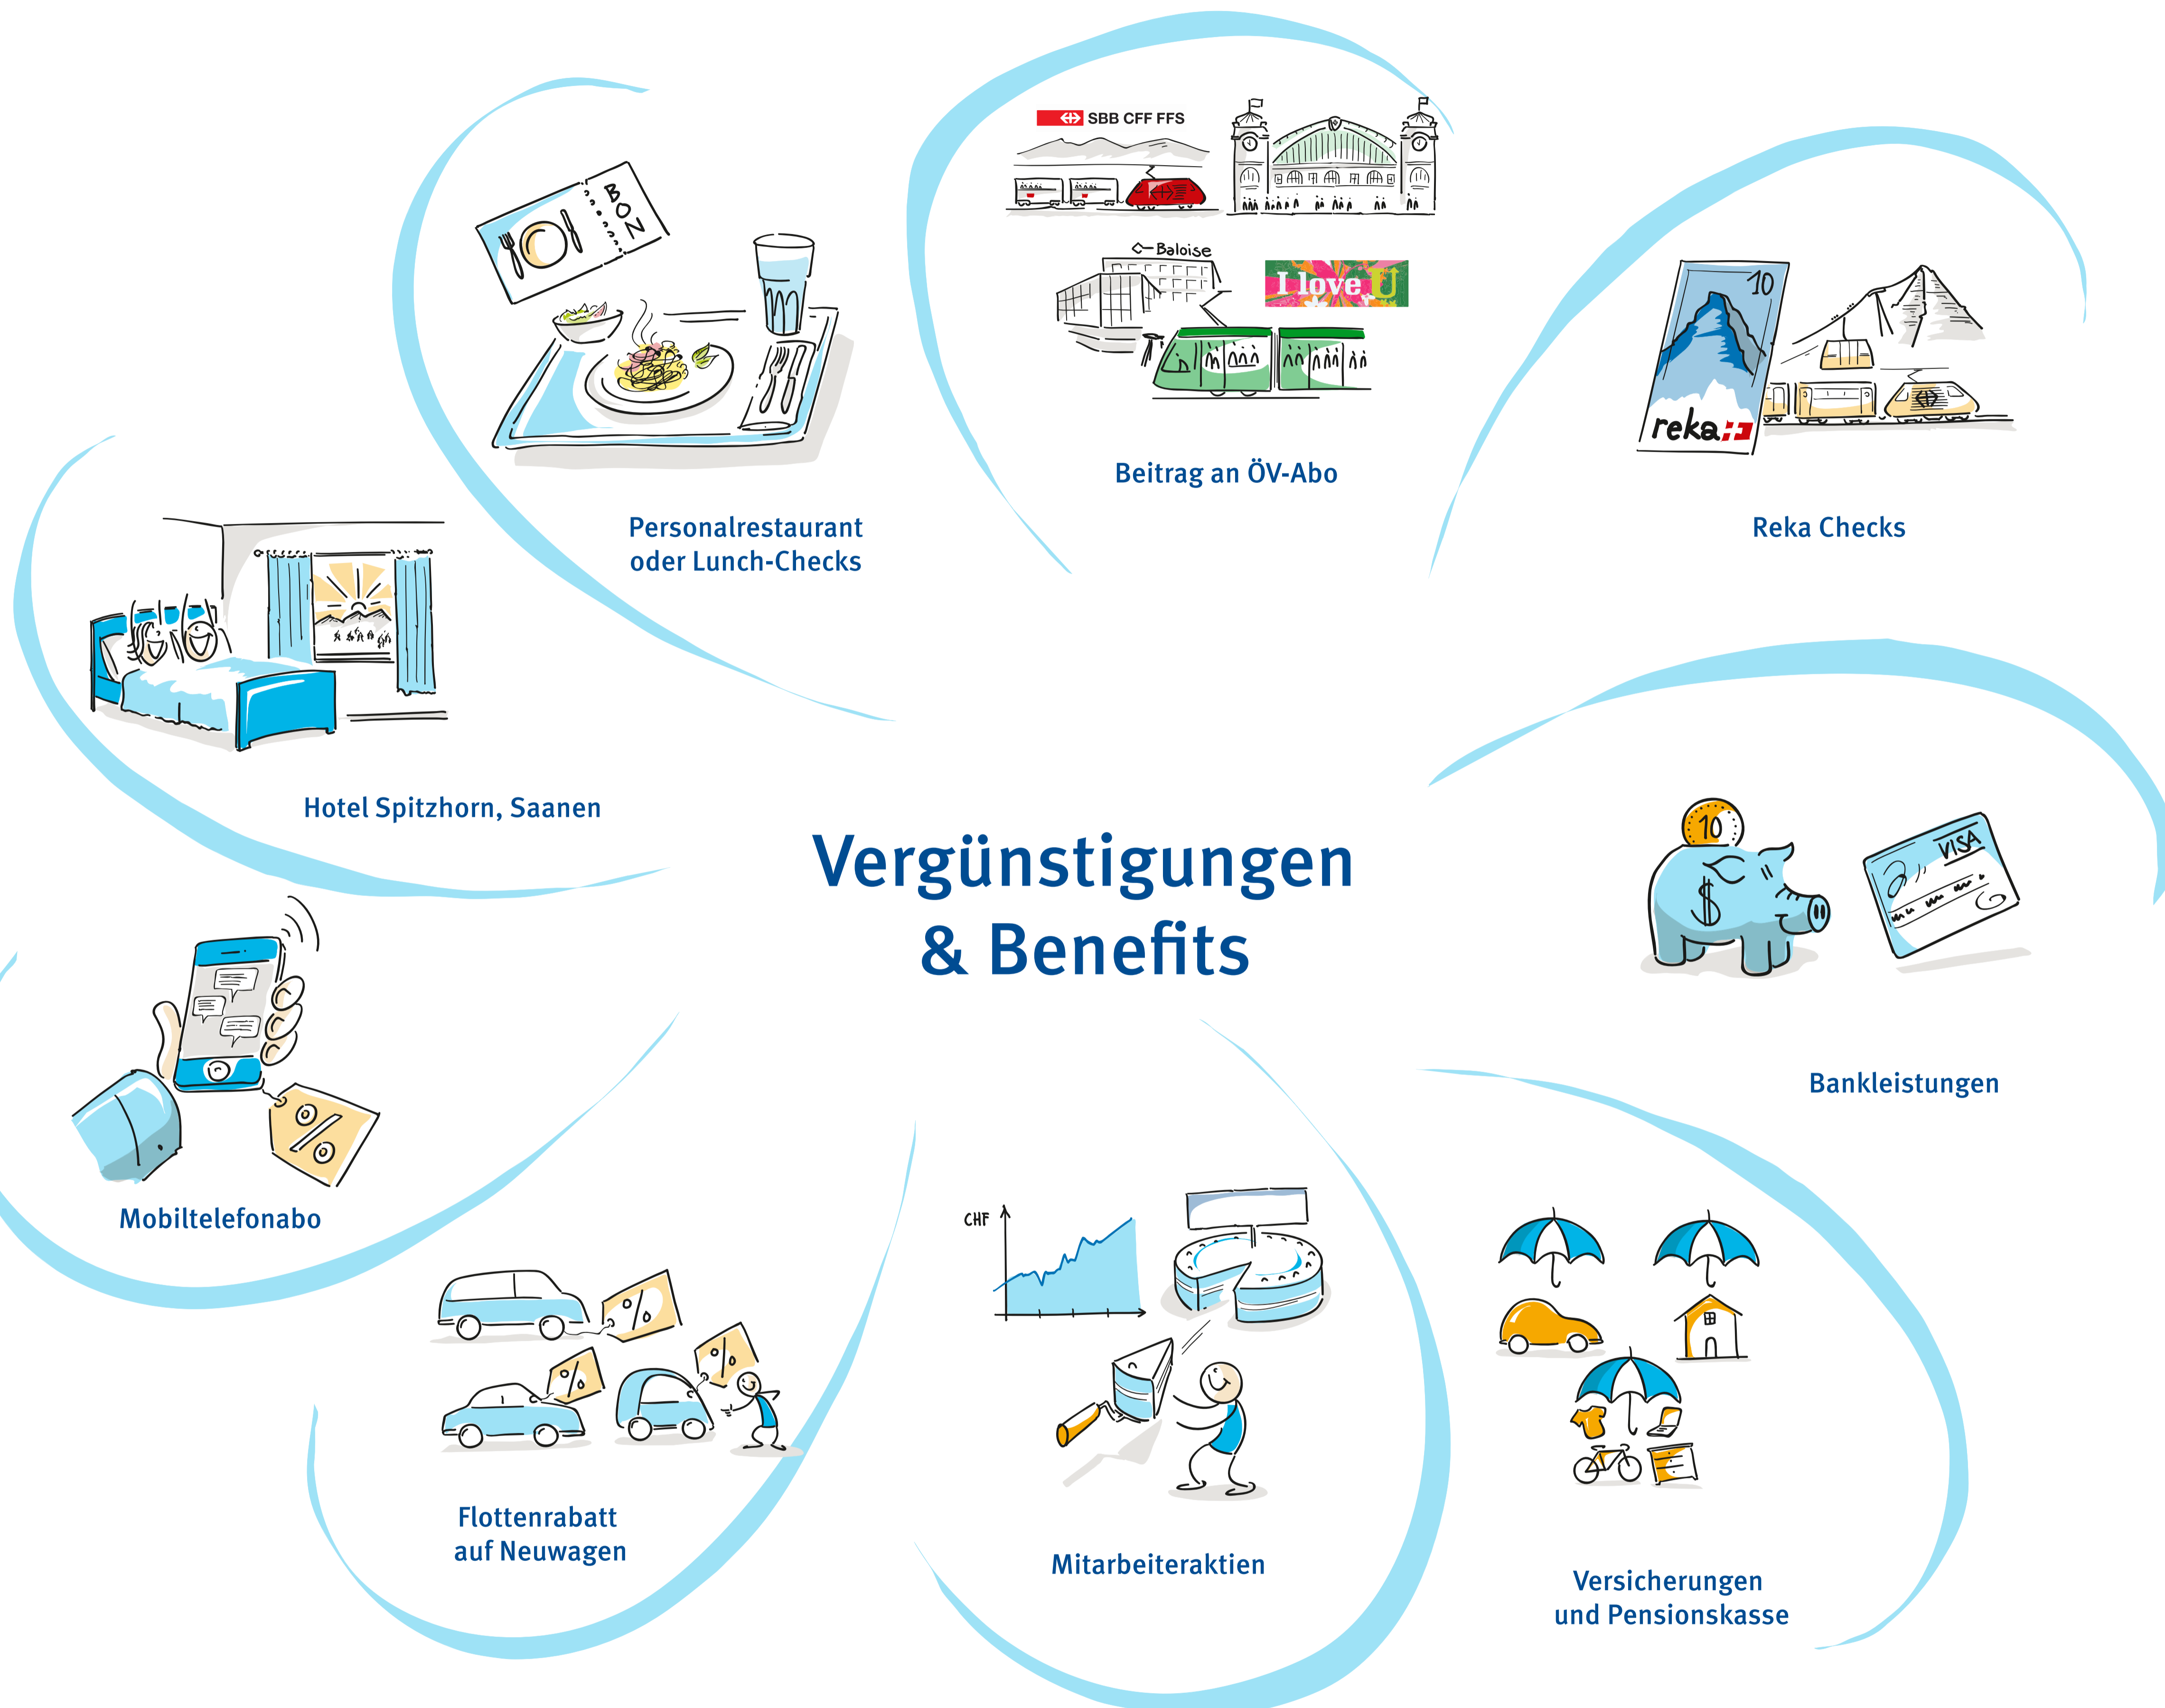 SBB CFF FFS
Baloise
I love U
Beitrag an ÖV-Abo
BON
Personalrestaurant
oder Lunch-Checks
10
reka
Reka Checks
Hotel Spitzhorn, Saanen
Vergünstigungen
& Benefits
10
$
VISA
Bankleistungen
%
Mobiltelefonabo
%
%
%
Flottenrabatt
auf Neuwagen
CHF
Mitarbeiteraktien
Versicherungen
und Pensionskasse